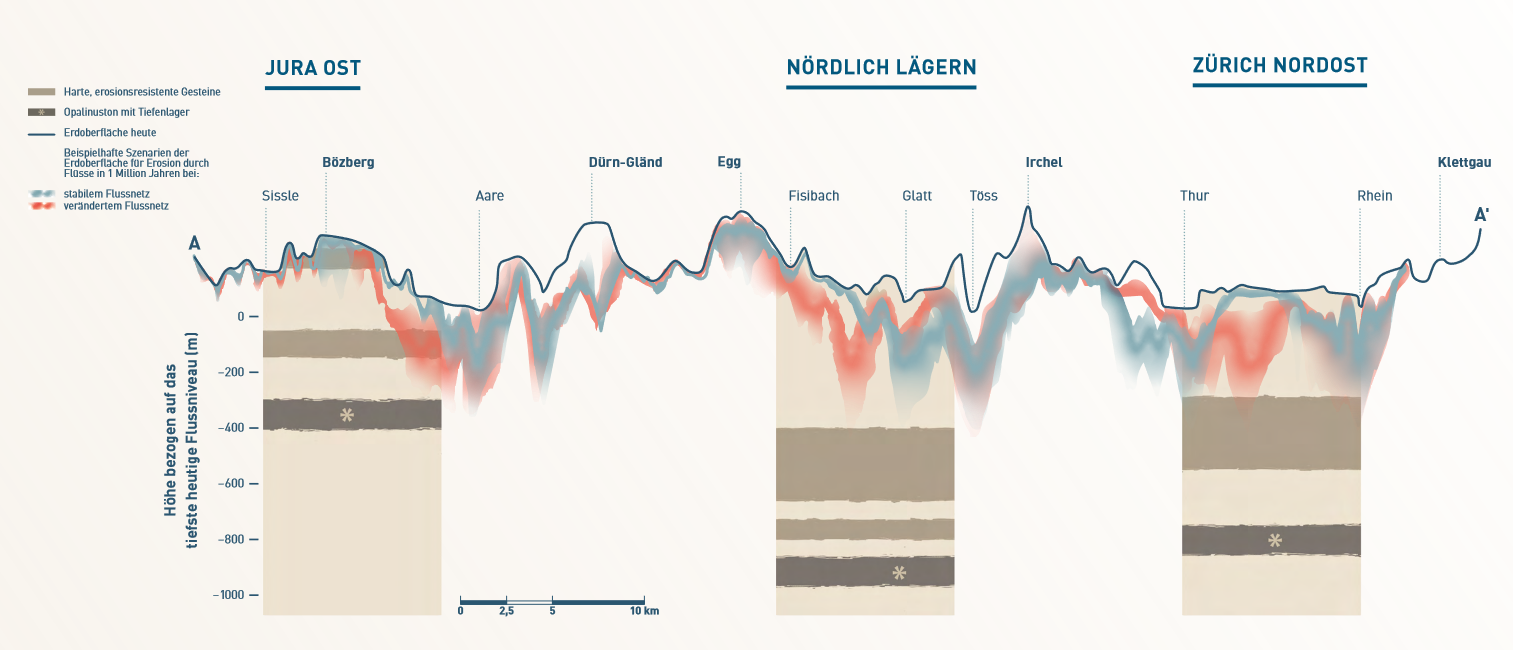 JURA OST
NÖRDLICH LÄGERN
ZÜRICH NORDOST
Harte, erosionsresistente Gesteine
Opalinuston mit Tiefenlager
Erdoberfläche heute
Beispielhafte Szenarien der
Erdoberfläche für Erosion durch
Flüsse in 1 Million Jahren bei:
stabilem Flussnetz
verändertem Flussnetz
Bözberg
Dürn-Gländ
Egg
Irchel
Klettgau
Sissle
Aare
Fisibach
Glatt
Töss
Thur
Rhein
A
A'
Höhe bezogen auf das
tiefste heutige Flussniveau (m)
0
–200
–400
–600
–800
–1000
*
*
*
0 2,5 5 10 km